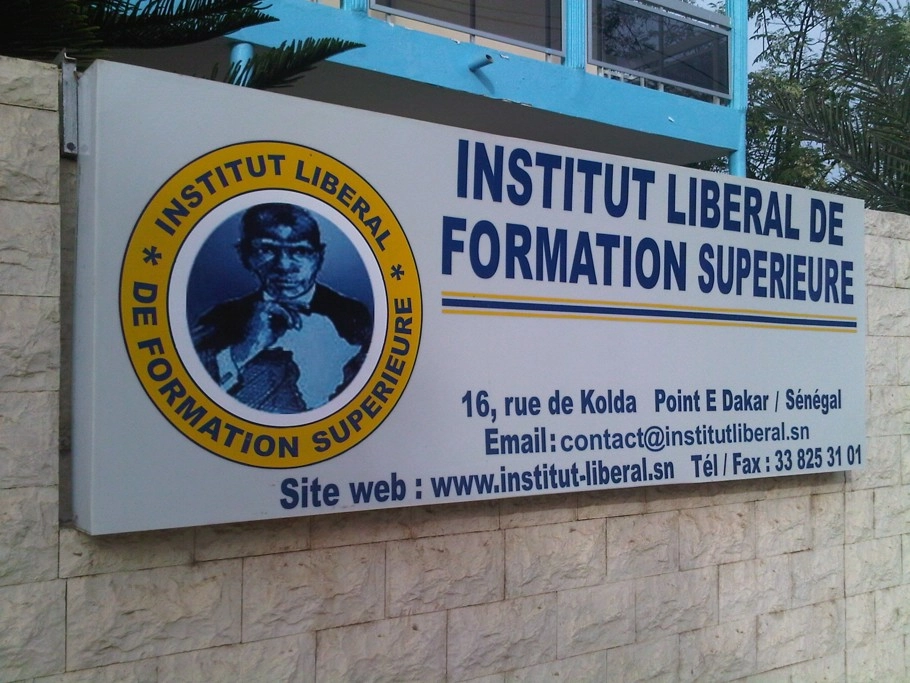 INSTITUT LIBERAL
* DE FORMATiON SUPERIEURE *
INSTITUT LIBERAL DE
FORMATION SUPERIEURE
16, rue de Kolda Point E Dakar / Sénégal
Email : contact@institutliberal.sn
Site web : www.institut-liberal.sn Tél / Fax : 33 825 31 01